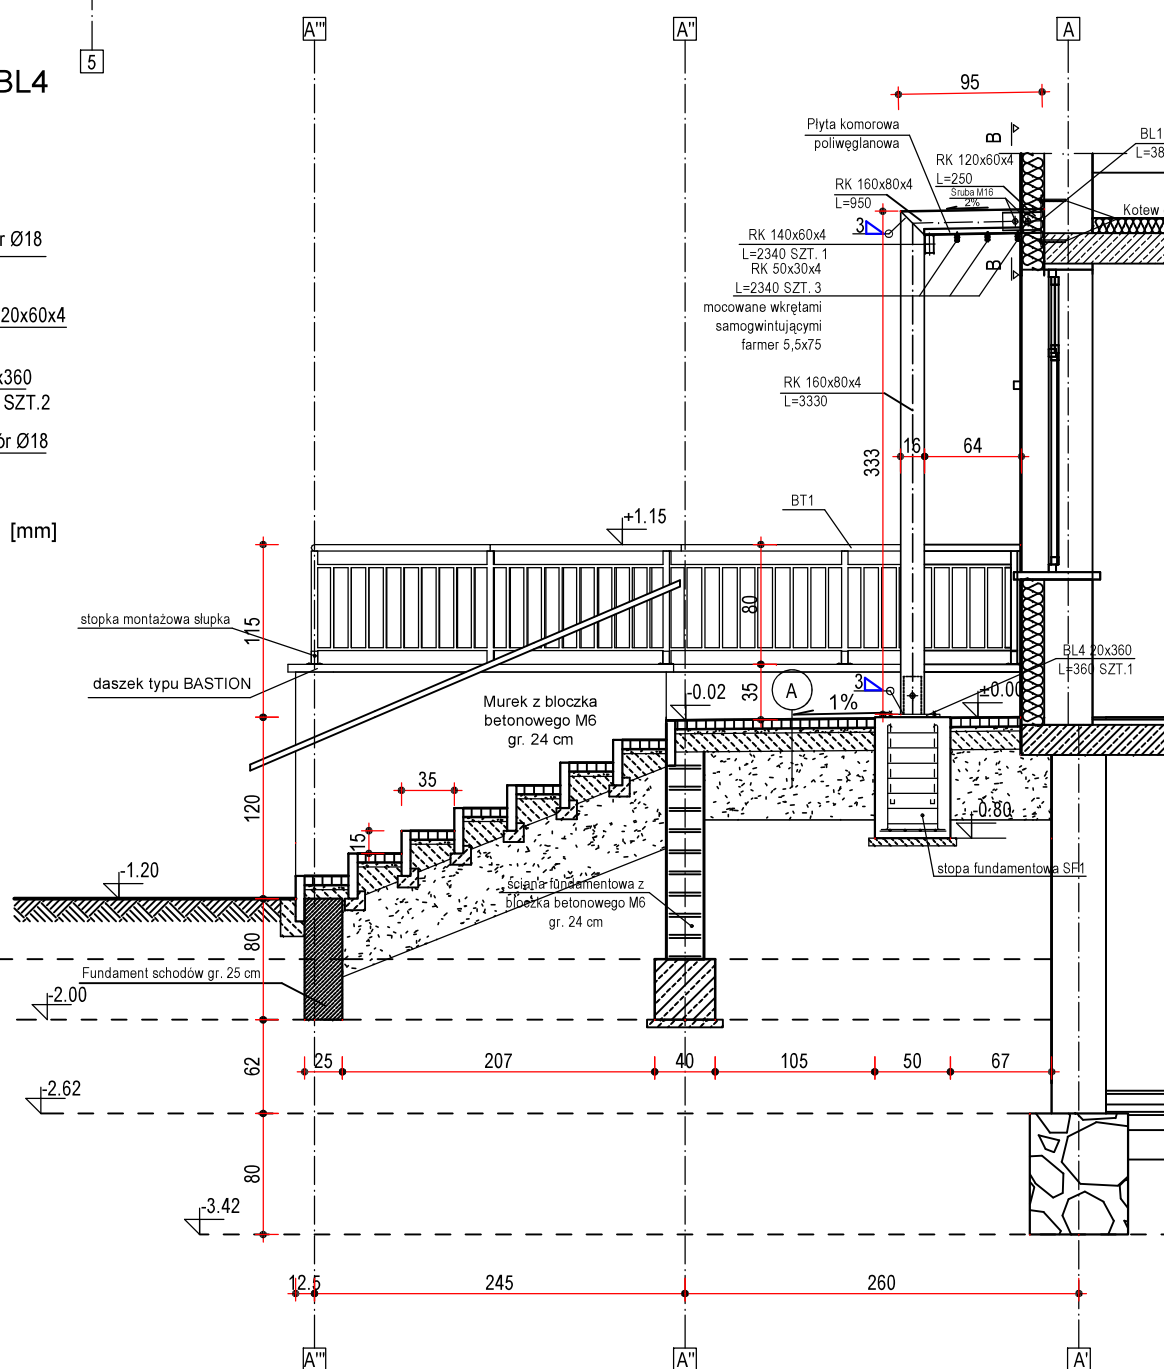 A'''
A''
A
5
BL4
95
Płyta komorowa
poliwęglanowa
B
BL1
L=38
RK 120x60x4
L=250
Śruba M16
2%
RK 160x80x4
L=950
Kotew
3
RK 140x60x4
L=2340 SZT. 1
RK 50x30x4
L=2340 SZT. 3
mocowane wkrętami
samogwintującymi
farmer 5,5x75
B
r Ø18
20x60x4
x360
SZT.2
ór Ø18
[mm]
RK 160x80x4
L=3330
333
16
64
BT1
+1.15
80
115
stopka montażowa słupka
daszek typu BASTION
Murek z bloczka
betonowego M6
gr. 24 cm
-0.02
35
A
3
1%
BL4 20x360
L=360 SZT.1
±0.00
35
120
15
-0.80
-1.20
stopa fundamentowa SF1
ściana fundamentowa z
bloczka betonowego M6
gr. 24 cm
80
Fundament schodów gr. 25 cm
-2.00
62
25
207
40
105
50
67
-2.62
80
-3.42
12.5
245
260
A'''
A''
A'